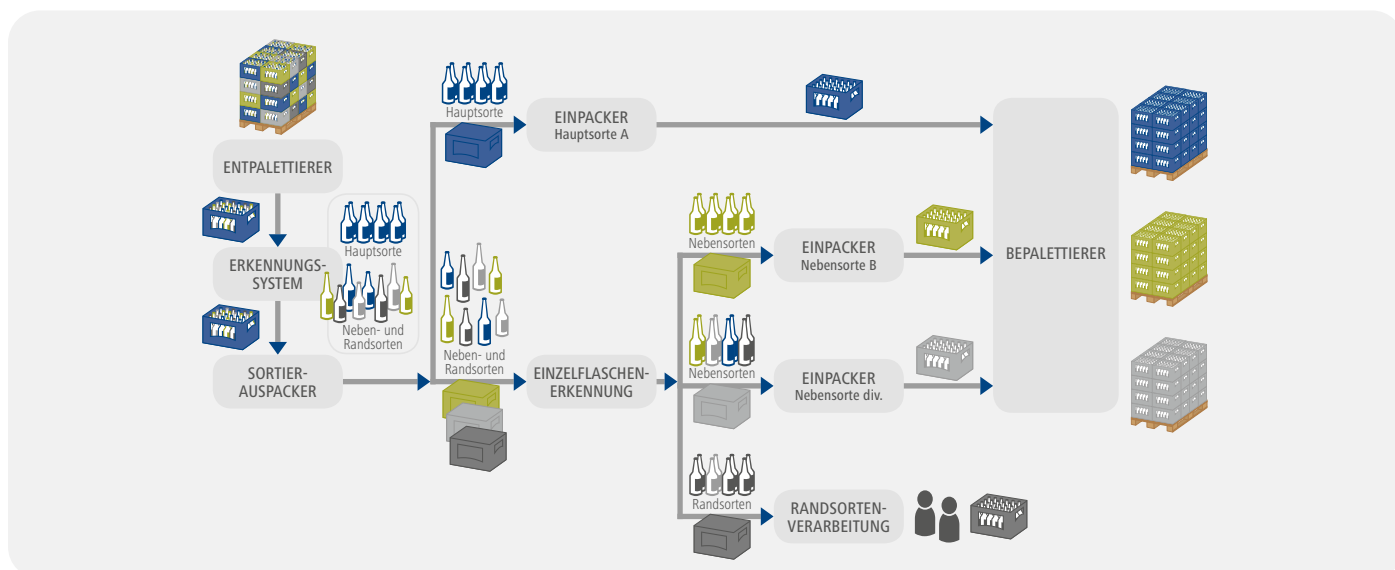 ENTPALETTIERER
ERKENNUNGS-
SYSTEM
Hauptsorte
Neben- und
Randsorten
SORTIER-
AUSPACKER
Hauptsorte
EINPACKER
Hauptsorte A
Neben- und
Randsorten
EINZELFLASCHEN-
ERKENNUNG
Nebensorten
EINPACKER
Nebensorte B
Nebensorten
EINPACKER
Nebensorte div.
Randsorten
RANDSORTEN-
VERARBEITUNG
BEPALETTIERER